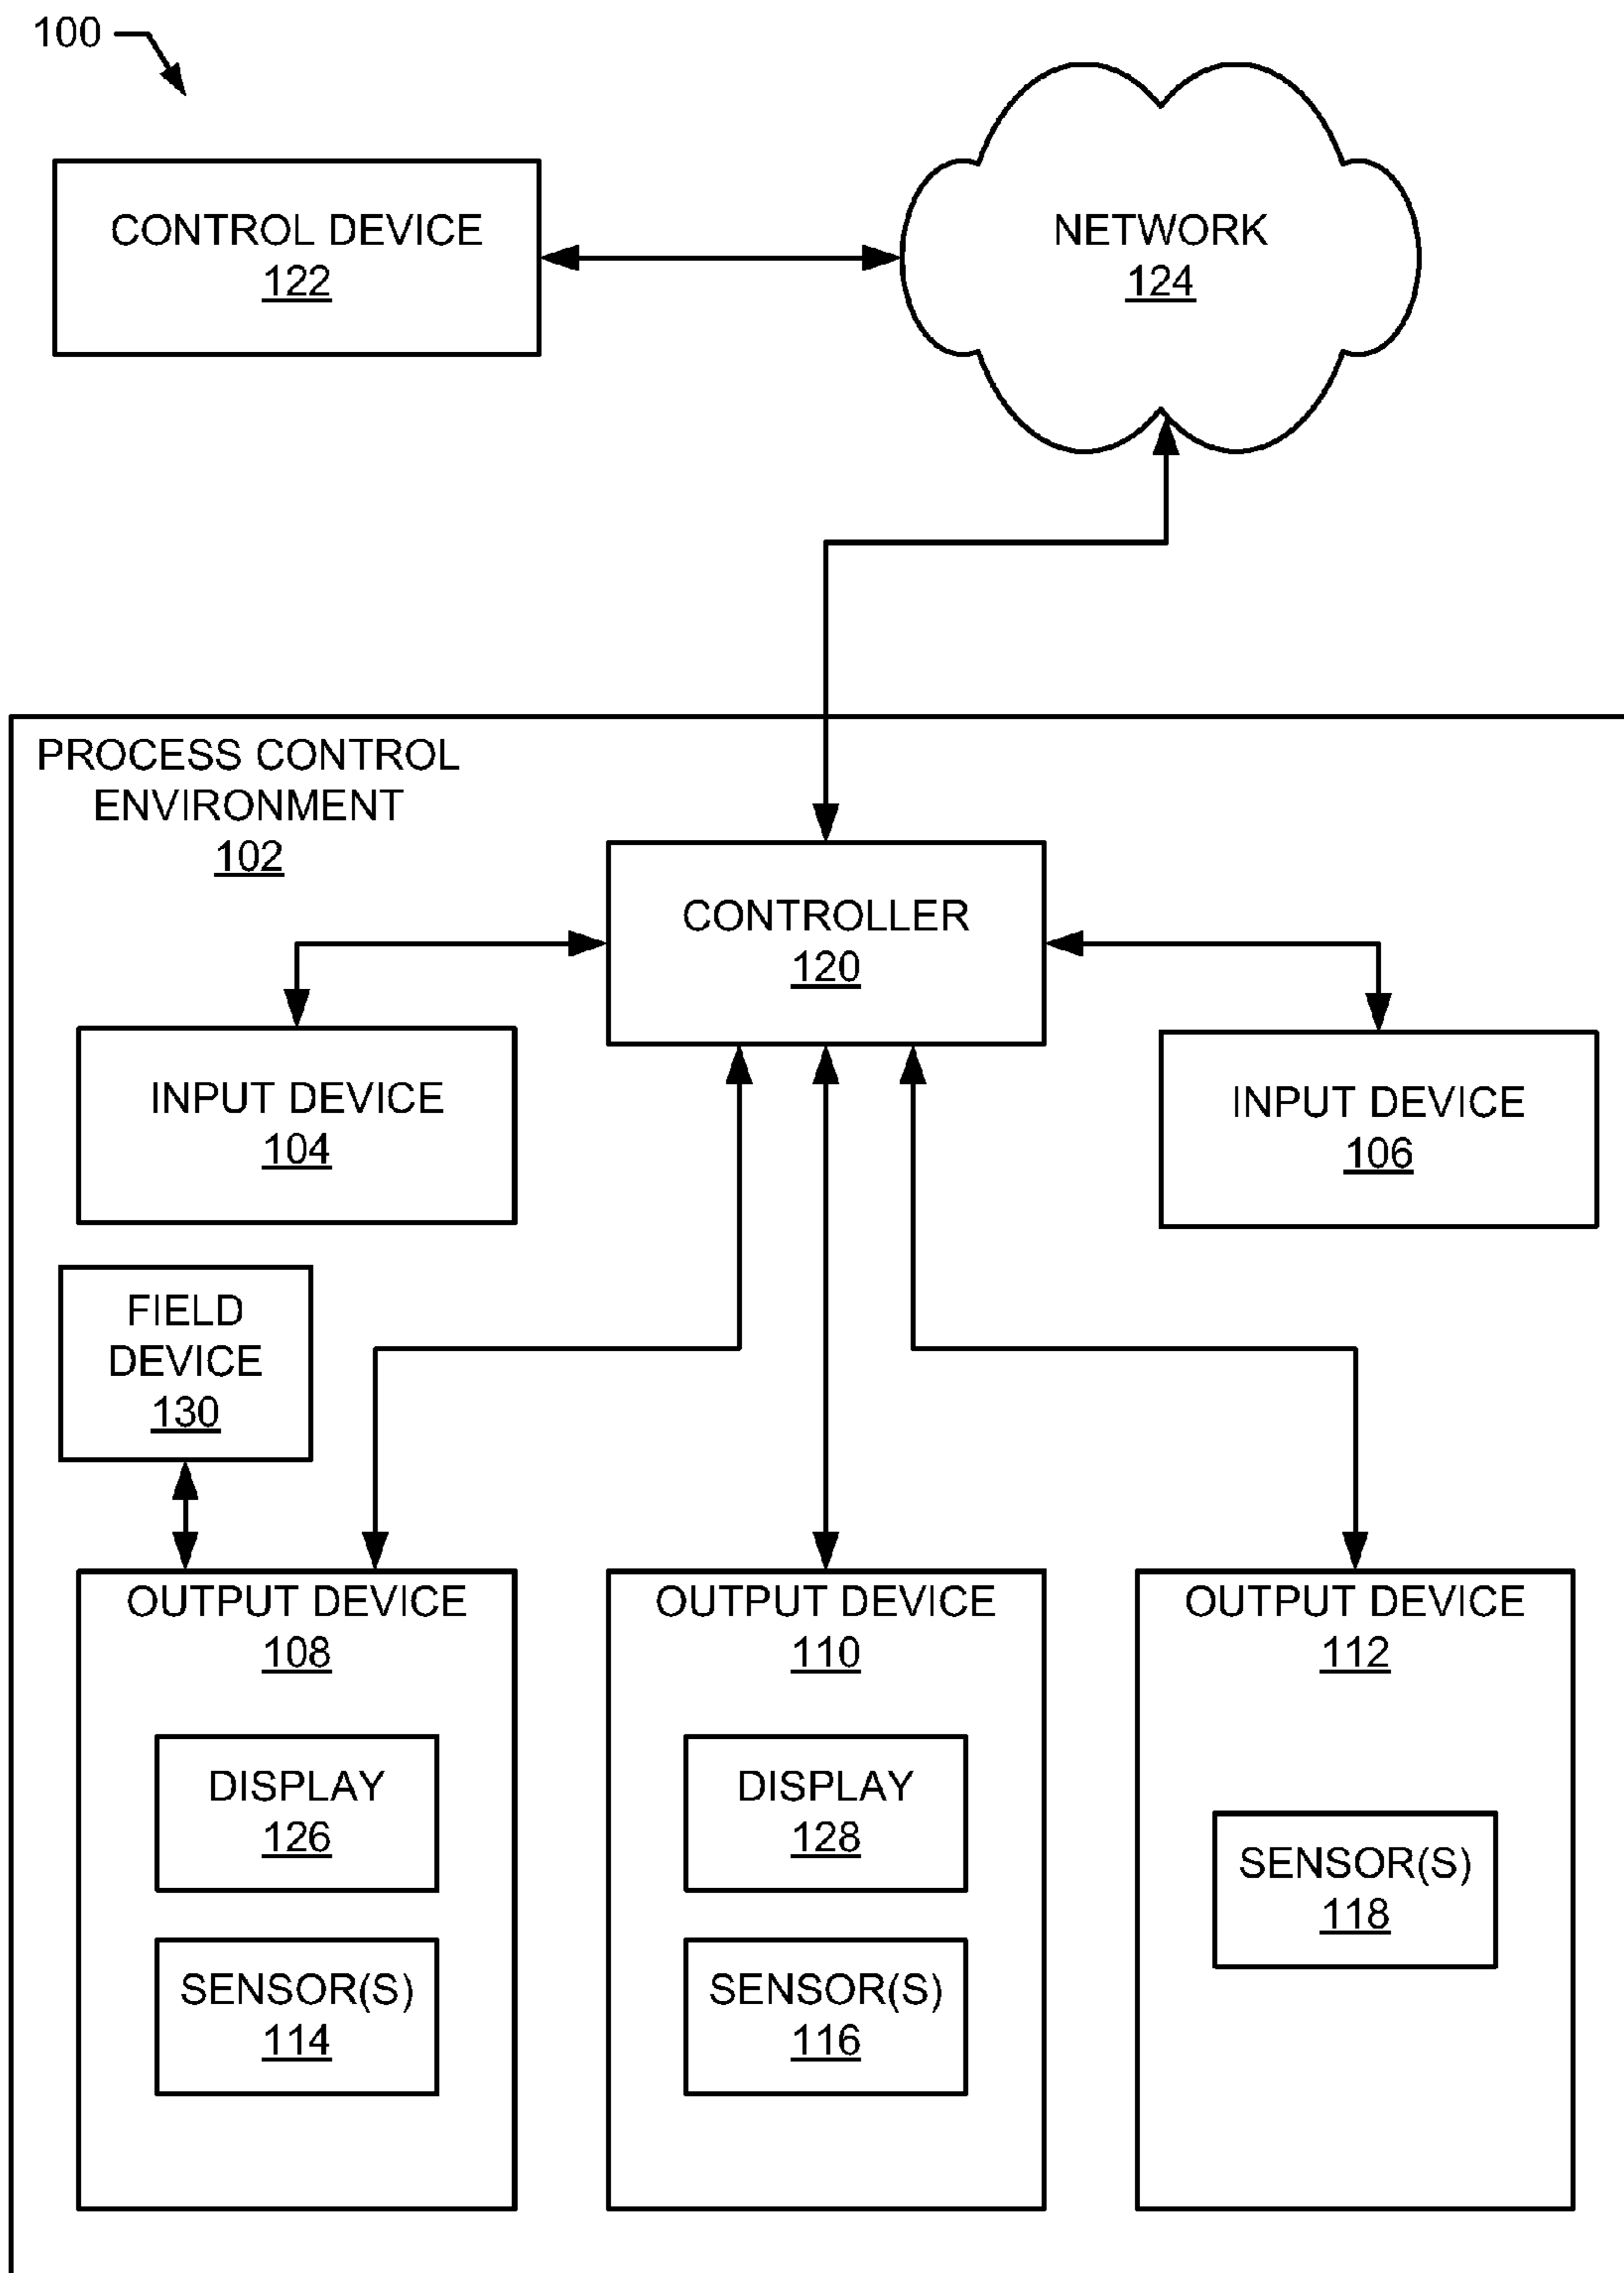 100
CONTROL DEVICE
122
NETWORK
124
PROCESS CONTROL
ENVIRONMENT
102
CONTROLLER
120
INPUT DEVICE
104
INPUT DEVICE
106
FIELD
DEVICE
130
OUTPUT DEVICE
108
DISPLAY
126
SENSOR(S)
114
OUTPUT DEVICE
110
DISPLAY
128
SENSOR(S)
116
OUTPUT DEVICE
112
SENSOR(S)
118